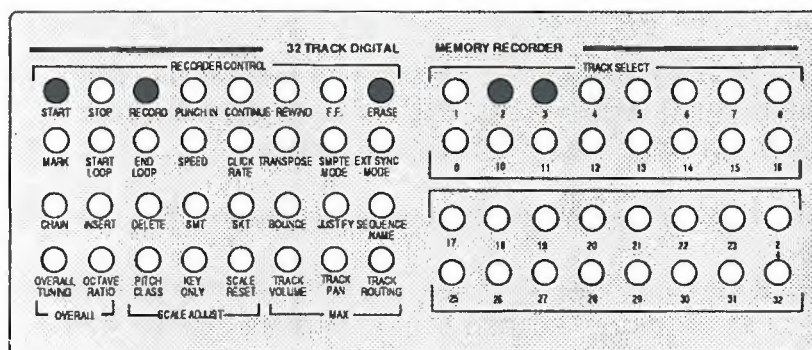 32 TRACK DIGITAL MEMORY RECORDER
RECORDER CONTROL
START STOP RECORD PUNCH IN CONTINUE REWIND F.F. ERASE
MARK START LOOP END LOOP SPEED CLICK RATE TRANSPOSE SMPTE MODE EXT SYNC MODE
CHAIN INSERT DELETE SMT SKT BOUNCE JUSTIFY SEQUENCE NAME
OVERALL TUNING OCTAVE RATIO PITCH CLASS KEY ONLY SCALE RESET TRACK VOLUME TRACK PAN TRACK ROUTING
OVERALL SCALE ADJUST MAX
TRACK SELECT
1 2 3 4 5 6 7 8
9 10 11 12 13 14 15 16
17 18 19 20 21 22 23 24
25 26 27 28 29 30 31 32